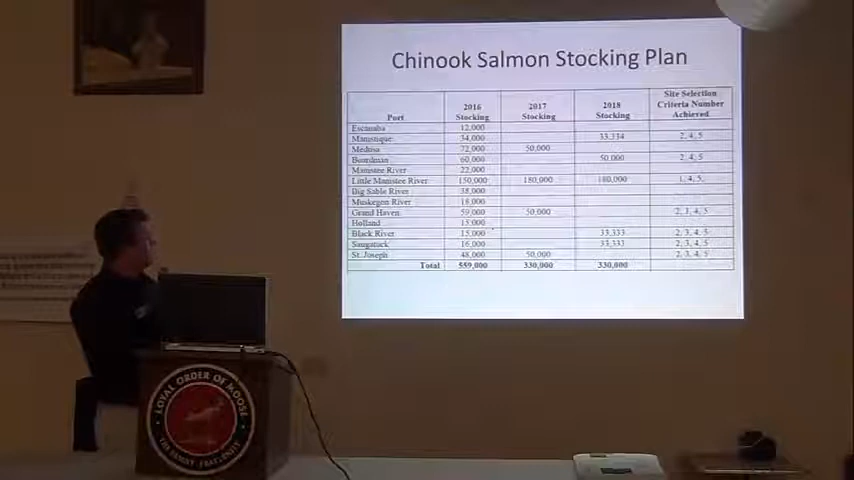 Chinook Salmon Stocking Plan
Port 2016 Stocking 2017 Stocking 2018 Stocking Site Selection Criteria Number Achieved
Escanaba 12,000
Manistique 34,000 33,334 2, 4, 5
Medusa 72,000 50,000
Boardman 60,000 50,000 2, 4, 5
Manistee River 22,000
Little Manistee River 150,000 180,000 180,000 1, 4, 5,
Big Sable River 38,000
Muskegon River 18,000
Grand Haven 59,000 50,000 2, 3, 4, 5
Holland 15,000
Black River 15,000 33,333 2, 3, 4, 5
Saugatuck 16,000 33,333 2, 3, 4, 5
St. Joseph 48,000 50,000 2, 3, 4, 5
Total 559,000 330,000 330,000
LOYAL ORDER OF MOOSE
THE FAMILY FRATERNITY